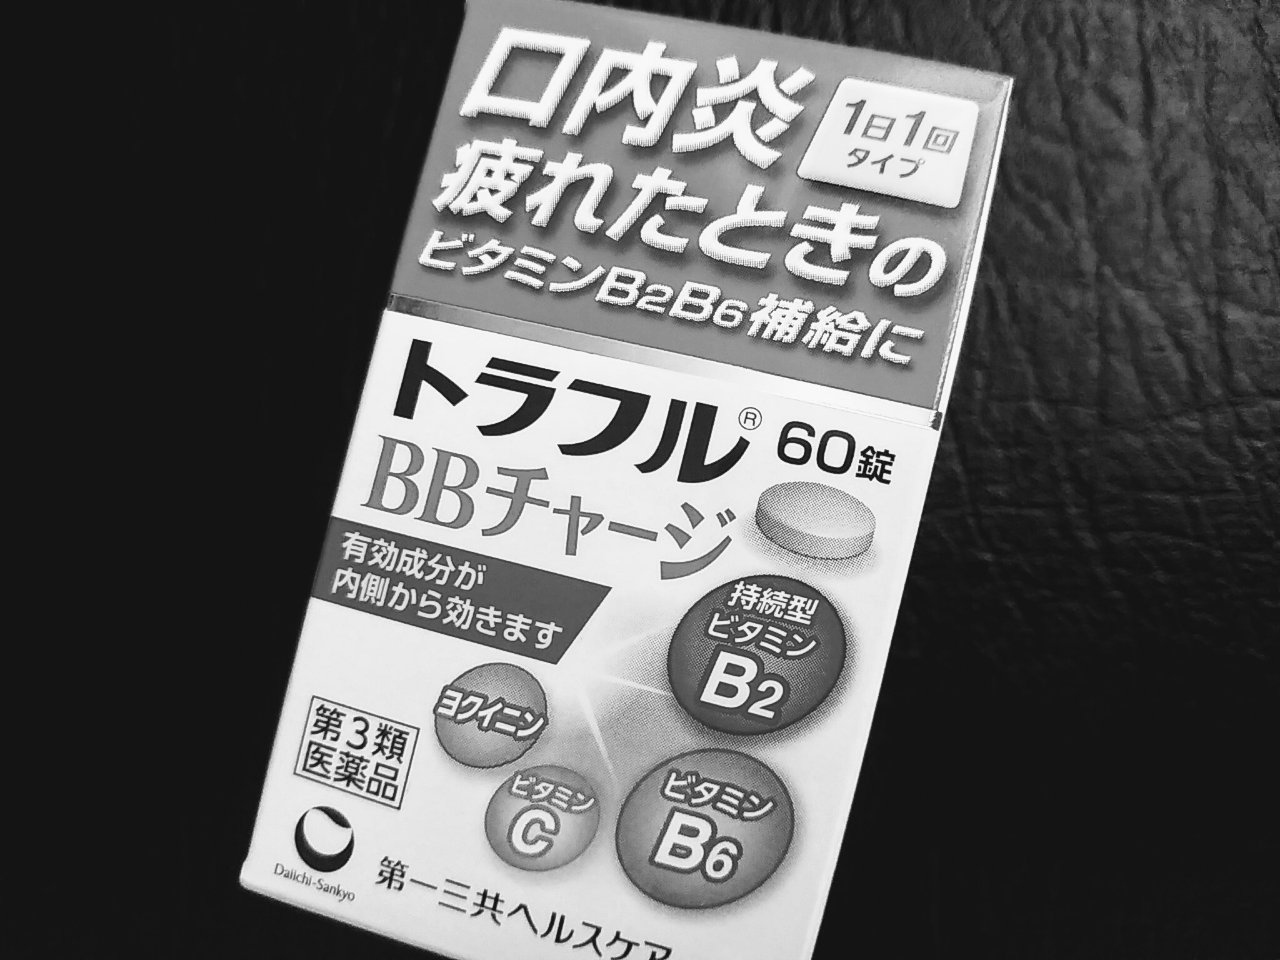 口内炎
1日1回
タイプ
疲れたときの
ビタミンB2B6補給に
トラフル® 60錠
BBチャージ
有効成分が
内側から効きます
持続型
ビタミン
B2
ヨクイニン
ビタミン
C
ビタミン
B6
第3類
医薬品
Daiichi-Sankyo
第一三共ヘルスケア